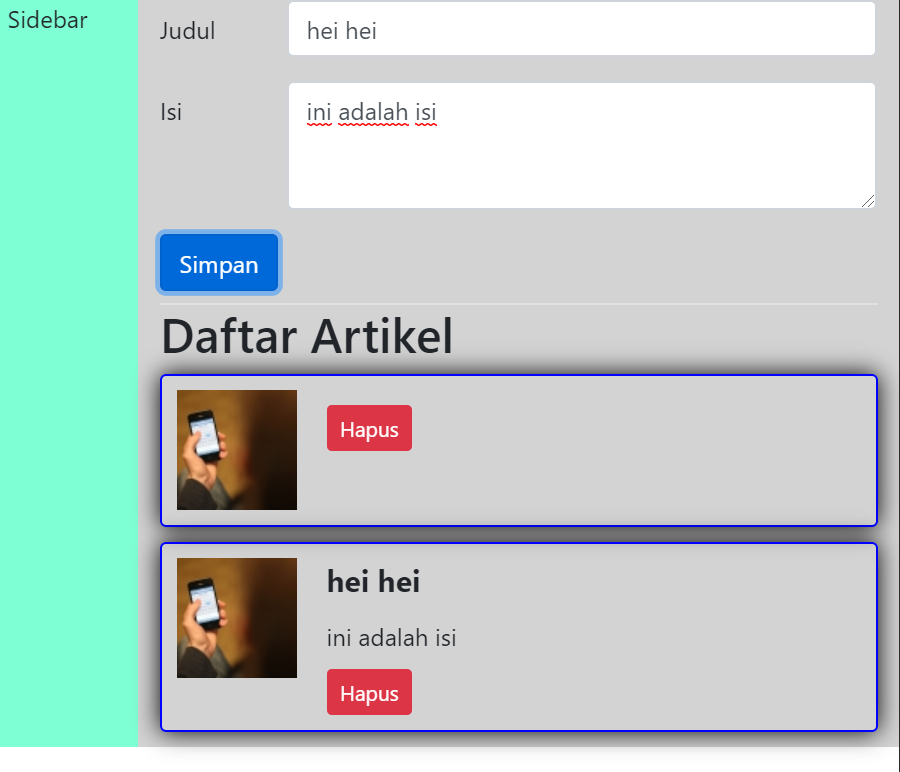 Sidebar
Judul
hei hei
Isi
ini adalah isi
Simpan
Daftar Artikel
Hapus
hei hei
ini adalah isi
Hapus